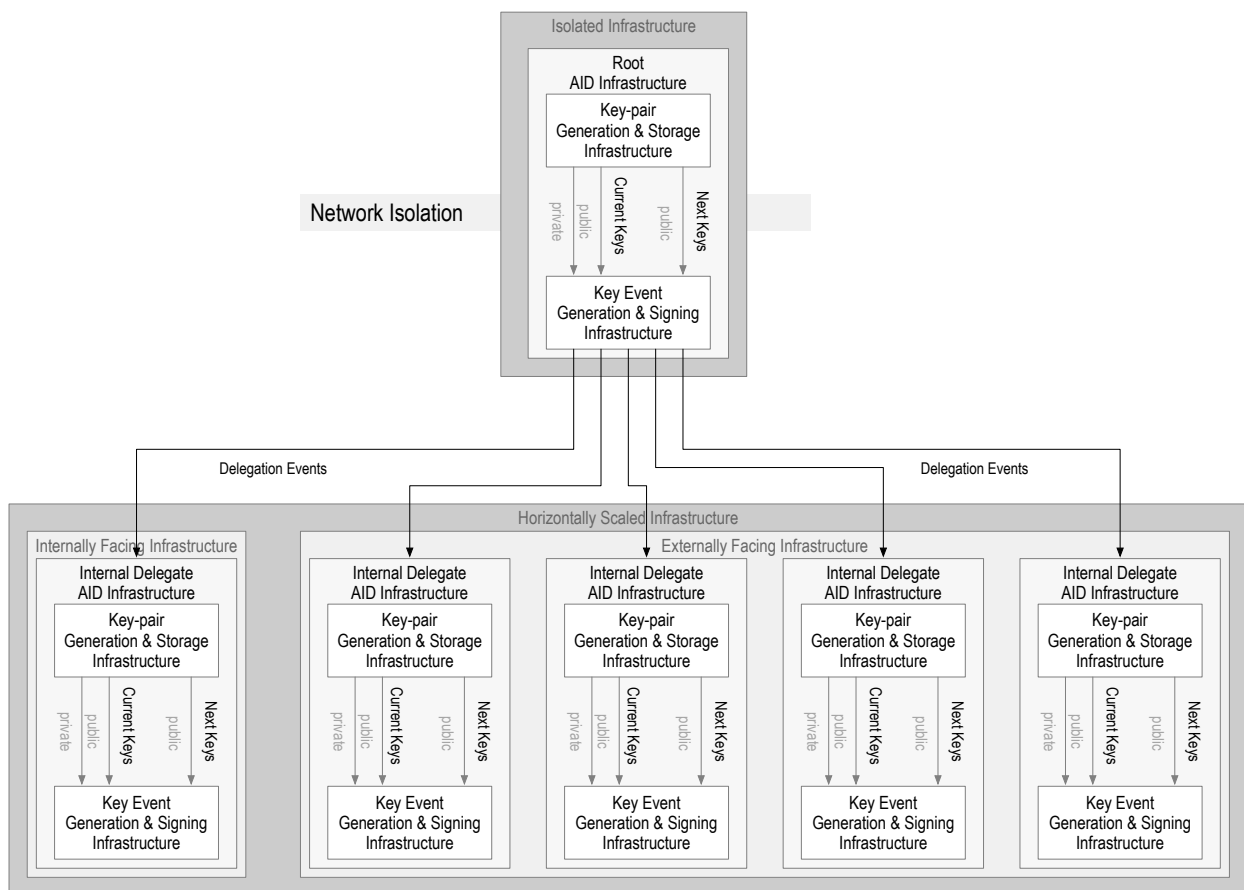 Isolated Infrastructure
Root
AID Infrastructure
Key-pair
Generation & Storage
Infrastructure
private
public
Current Keys
public
Next Keys
Network Isolation
Key Event
Generation & Signing
Infrastructure
Delegation Events
Delegation Events
Horizontally Scaled Infrastructure
Internally Facing Infrastructure
Externally Facing Infrastructure
Internal Delegate
AID Infrastructure
Key-pair
Generation & Storage
Infrastructure
private
public
Current Keys
public
Next Keys
Key Event
Generation & Signing
Infrastructure
Internal Delegate
AID Infrastructure
Key-pair
Generation & Storage
Infrastructure
private
public
Current Keys
public
Next Keys
Key Event
Generation & Signing
Infrastructure
Internal Delegate
AID Infrastructure
Key-pair
Generation & Storage
Infrastructure
private
public
Current Keys
public
Next Keys
Key Event
Generation & Signing
Infrastructure
Internal Delegate
AID Infrastructure
Key-pair
Generation & Storage
Infrastructure
private
public
Current Keys
public
Next Keys
Key Event
Generation & Signing
Infrastructure
Internal Delegate
AID Infrastructure
Key-pair
Generation & Storage
Infrastructure
private
public
Current Keys
public
Next Keys
Key Event
Generation & Signing
Infrastructure